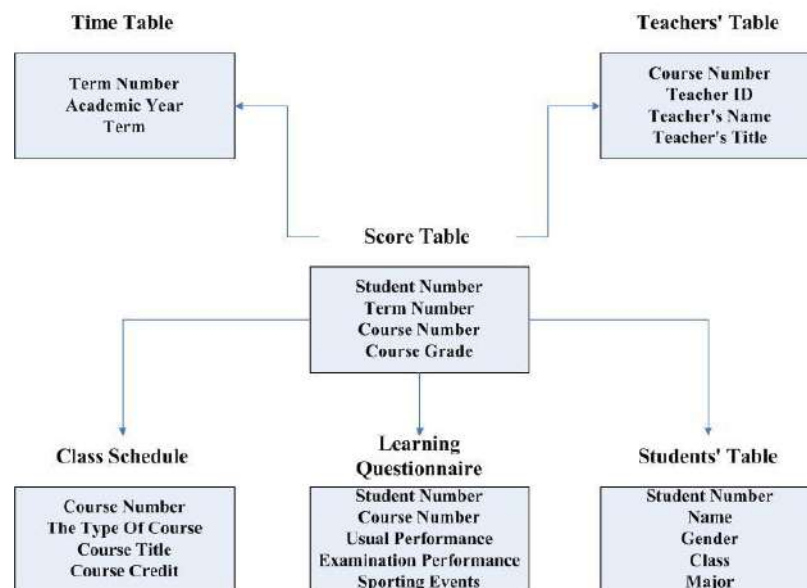 Time Table
Term Number
Academic Year
Term
Teachers' Table
Course Number
Teacher ID
Teacher's Name
Teacher's Title
Score Table
Student Number
Term Number
Course Number
Course Grade
Class Schedule
Course Number
The Type Of Course
Course Title
Course Credit
Learning
Questionnaire
Student Number
Course Number
Usual Performance
Examination Performance
Sporting Events
Students' Table
Student Number
Name
Gender
Class
Major